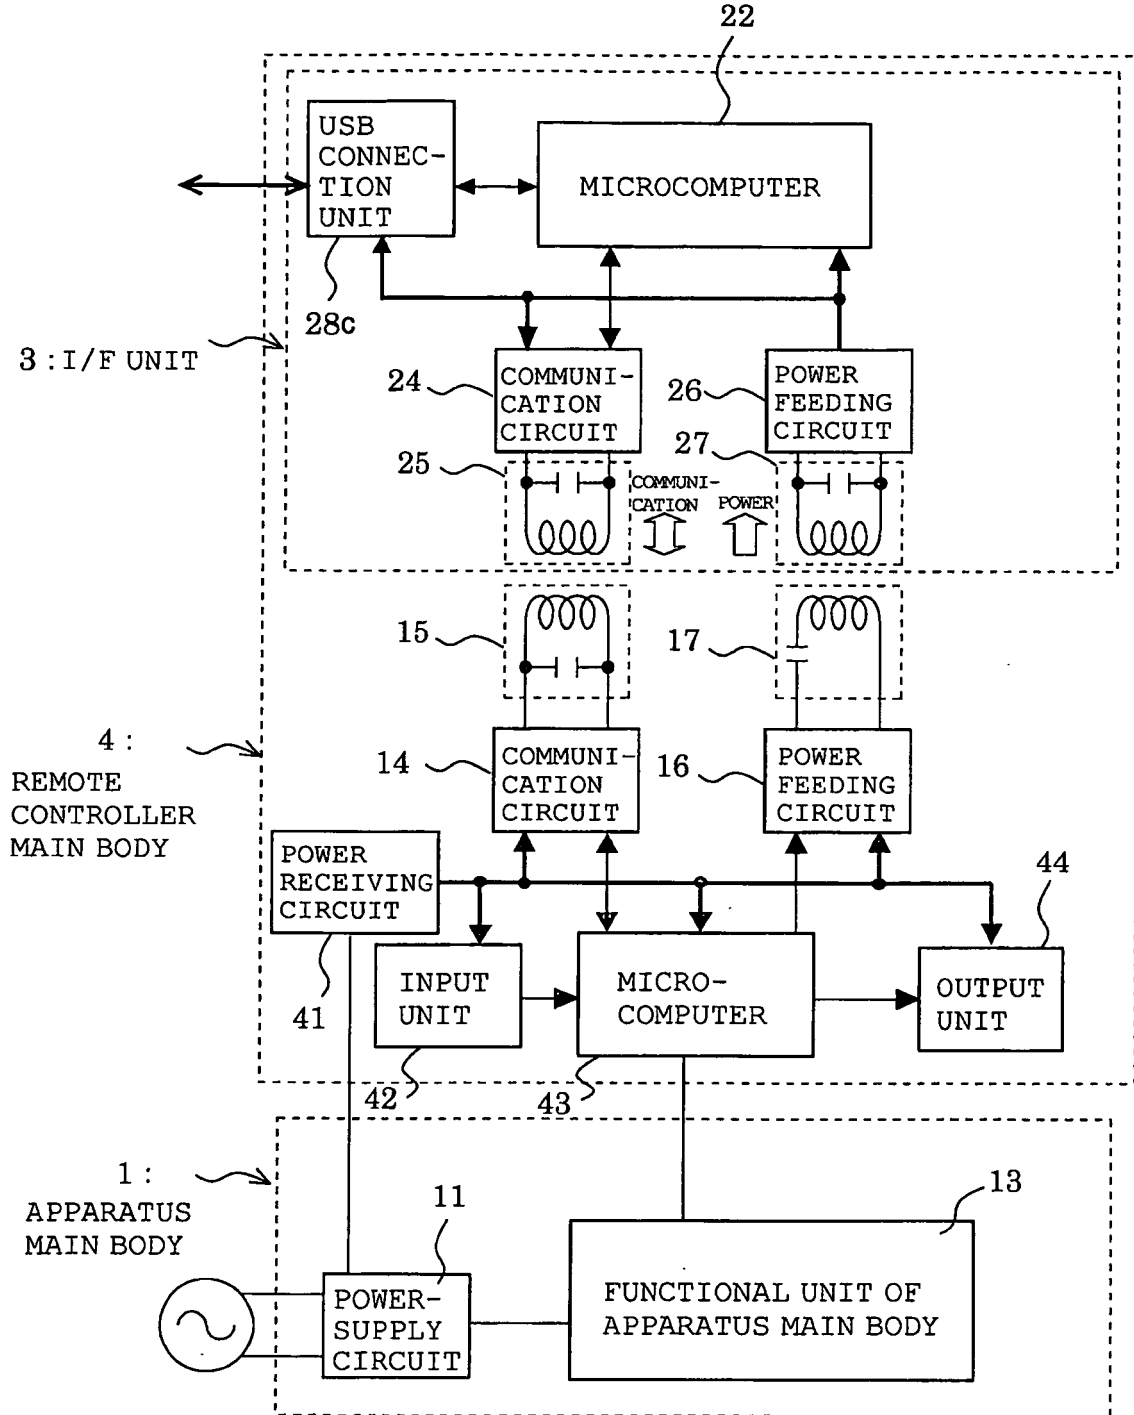 22
USB
CONNEC-
TION
UNIT
MICROCOMPUTER
28c
3 : I/F UNIT
24
COMMUNI-
CATION
CIRCUIT
26
POWER
FEEDING
CIRCUIT
25
27
COMMUNI-
CATION
POWER
15
17
4 :
REMOTE
CONTROLLER
MAIN BODY
14
COMMUNI-
CATION
CIRCUIT
16
POWER
FEEDING
CIRCUIT
POWER
RECEIVING
CIRCUIT
44
41
INPUT
UNIT
MICRO-
COMPUTER
OUTPUT
UNIT
42
43
1 :
APPARATUS
MAIN BODY
11
13
POWER-
SUPPLY
CIRCUIT
FUNCTIONAL UNIT OF
APPARATUS MAIN BODY